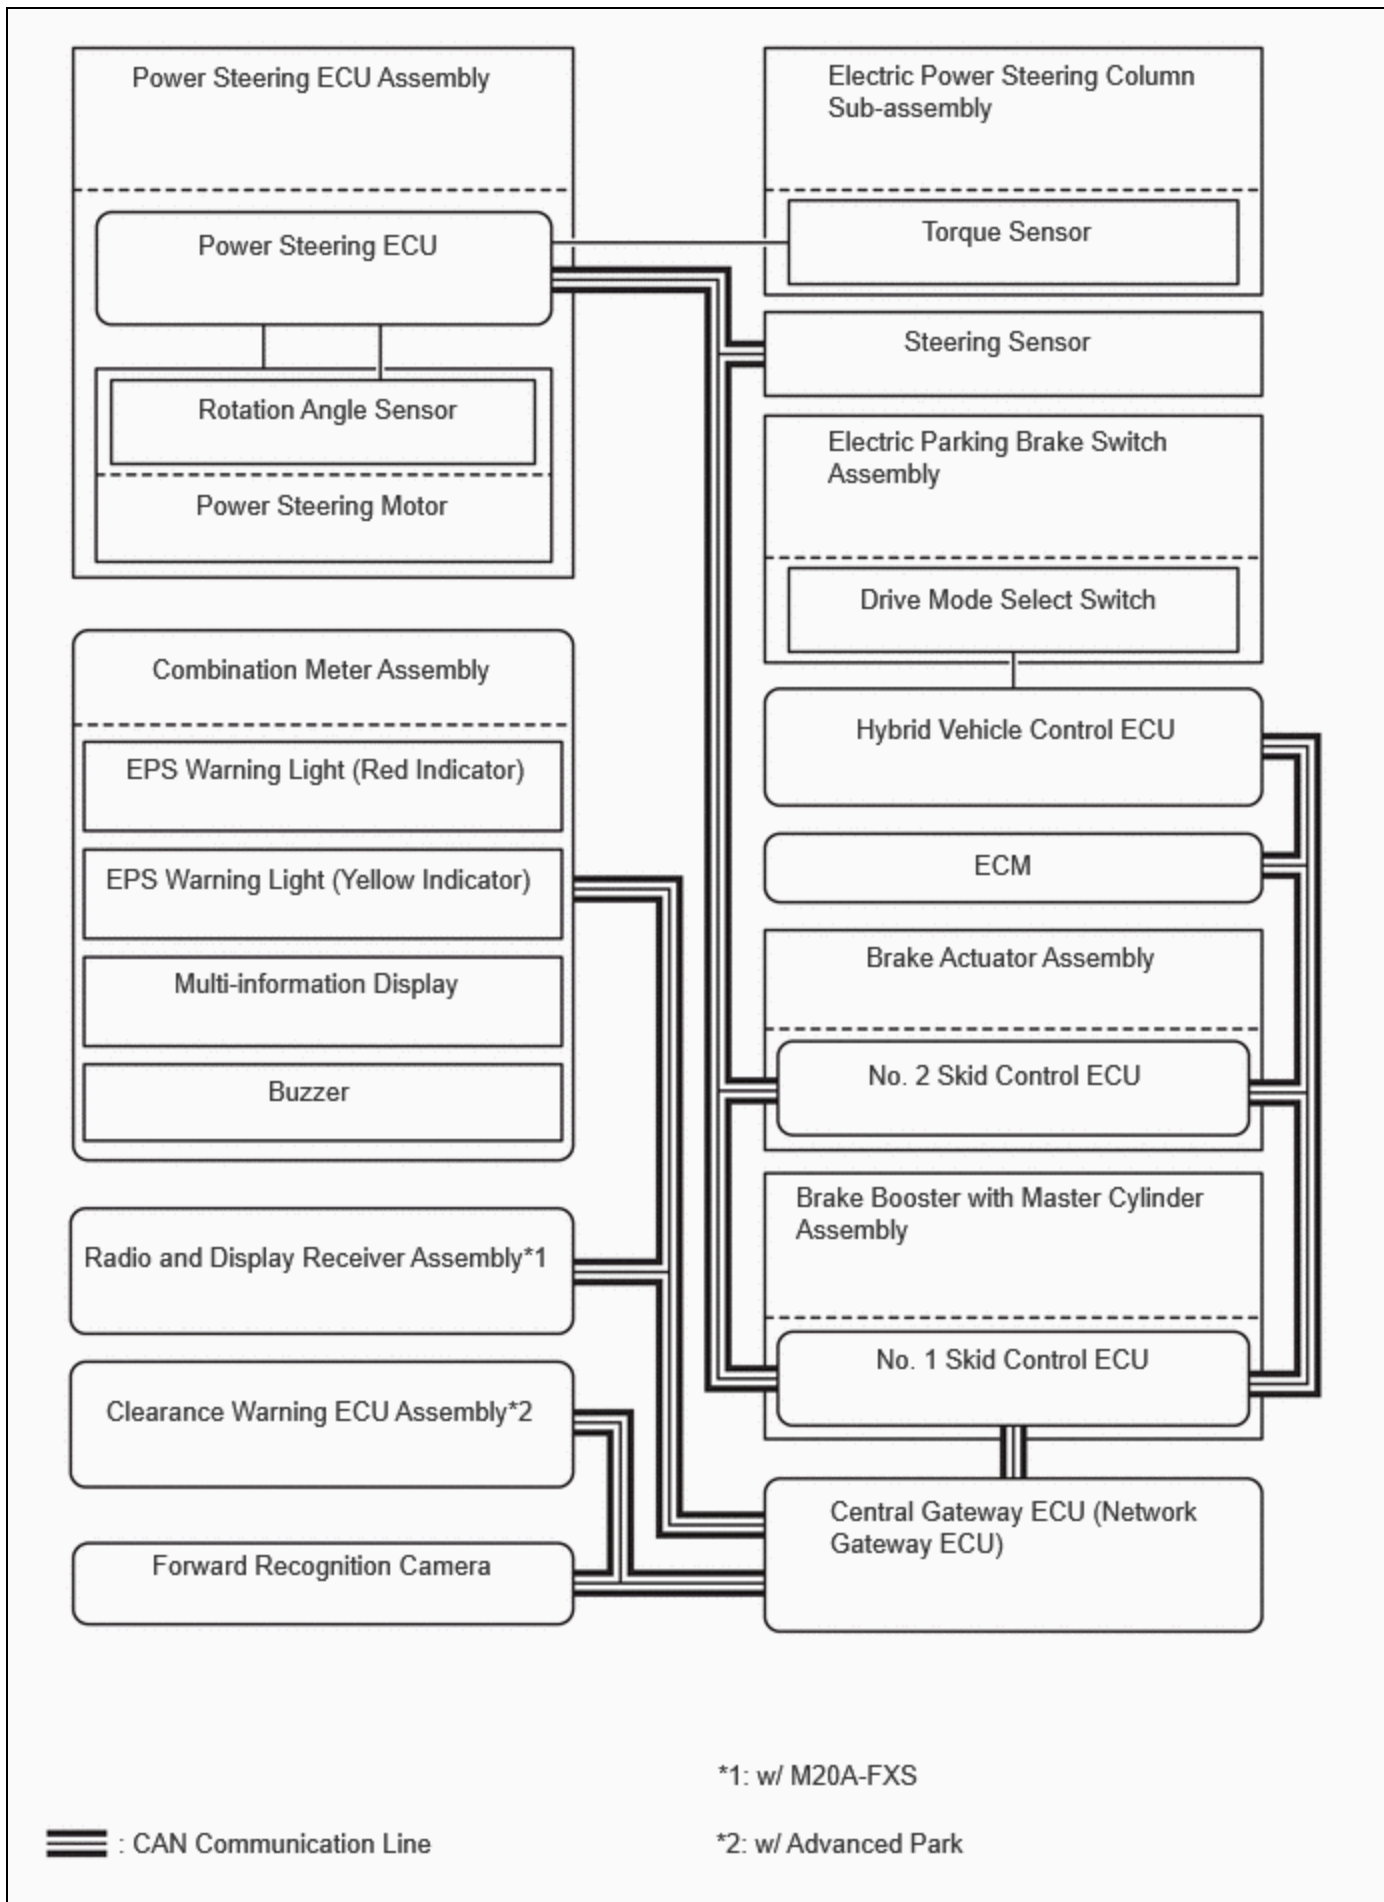 Power Steering ECU Assembly
Power Steering ECU
Rotation Angle Sensor
Power Steering Motor
Combination Meter Assembly
EPS Warning Light (Red Indicator)
EPS Warning Light (Yellow Indicator)
Multi-information Display
Buzzer
Radio and Display Receiver Assembly*1
Clearance Warning ECU Assembly*2
Forward Recognition Camera
Electric Power Steering Column
Sub-assembly
Torque Sensor
Steering Sensor
Electric Parking Brake Switch
Assembly
Drive Mode Select Switch
Hybrid Vehicle Control ECU
ECM
Brake Actuator Assembly
No. 2 Skid Control ECU
Brake Booster with Master Cylinder
Assembly
No. 1 Skid Control ECU
Central Gateway ECU (Network
Gateway ECU)
*1: w/ M20A-FXS
: CAN Communication Line
*2: w/ Advanced Park